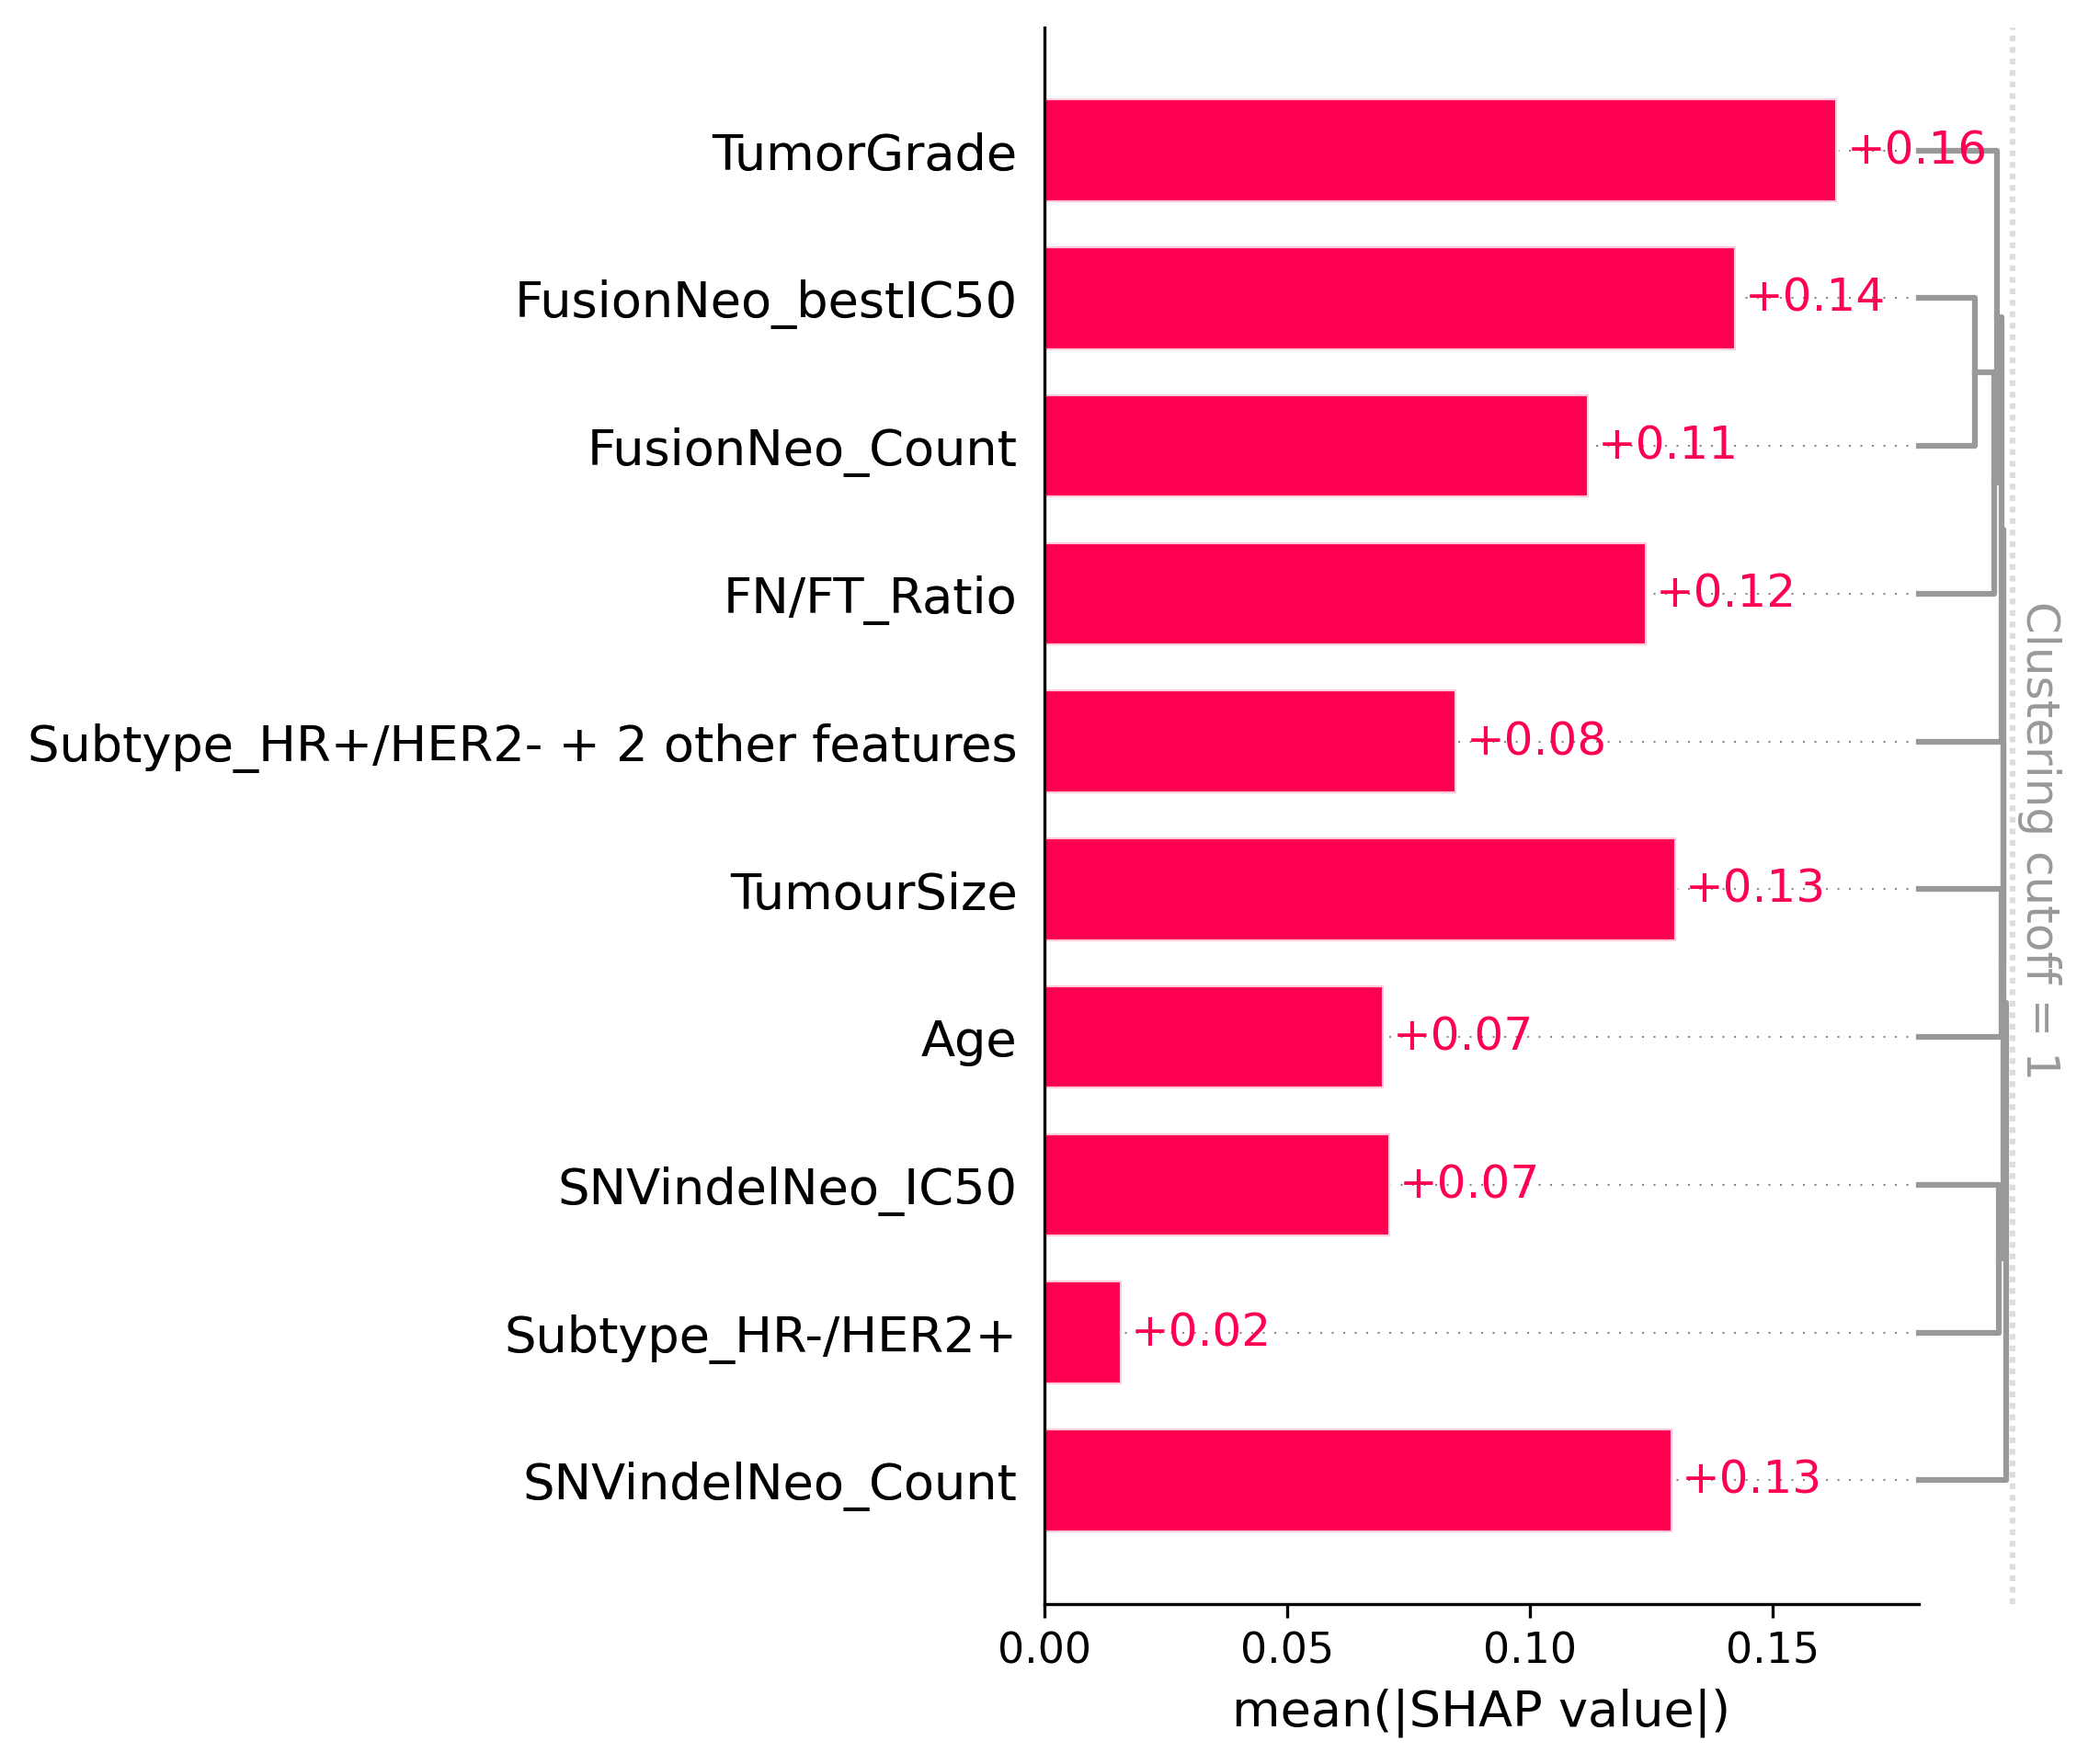 TumorGrade +0.16
FusionNeo_bestIC50 +0.14
FusionNeo_Count +0.11
FN/FT_Ratio +0.12
Subtype_HR+/HER2- + 2 other features +0.08
TumourSize +0.13
Age +0.07
SNVindelNeo_IC50 +0.07
Subtype_HR-/HER2+ +0.02
SNVindelNeo_Count +0.13
Clustering cutoff = 1
0.00 0.05 0.10 0.15
mean(|SHAP value|)